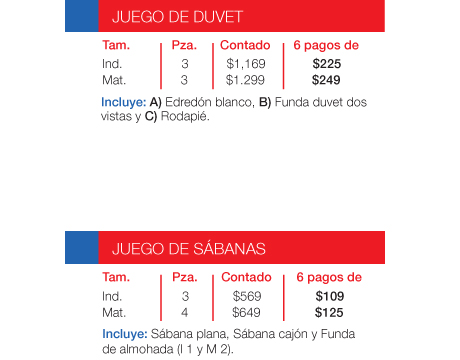 JUEGO DE DUVET
Tam. Pza. Contado 6 pagos de
Ind. 3 $1,169 $225
Mat. 3 $1.299 $249
Incluye: A) Edredón blanco, B) Funda duvet dos
vistas y C) Rodapié.
JUEGO DE SÁBANAS
Tam. Pza. Contado 6 pagos de
Ind. 3 $569 $109
Mat. 4 $649 $125
Incluye: Sábana plana, Sábana cajón y Funda
de almohada (I 1 y M 2).